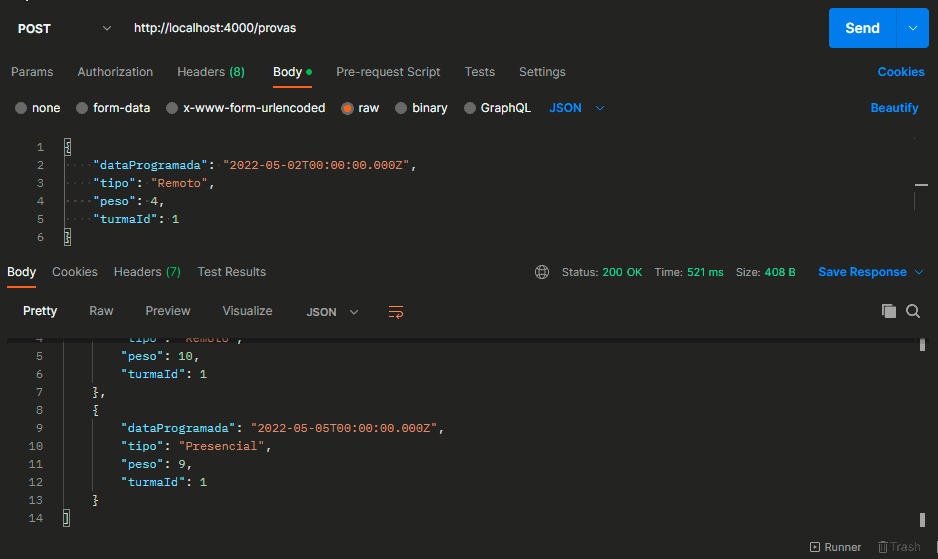 POST http://localhost:4000/provas Send
Params Authorization Headers (8) Body Pre-request Script Tests Settings Cookies
none form-data x-www-form-urlencoded raw binary GraphQL JSON Beautify
1 {
2 "dataProgramada": "2022-05-02T00:00:00.000Z",
3 "tipo": "Remoto",
4 "peso": 4,
5 "turmaId": 1
6 }
Body Cookies Headers (7) Test Results Status: 200 OK Time: 521 ms Size: 408 B Save Response
Pretty Raw Preview Visualize JSON
4 "tipo": "Remoto",
5 "peso": 10,
6 "turmaId": 1
7 },
8 {
9 "dataProgramada": "2022-05-05T00:00:00.000Z",
10 "tipo": "Presencial",
11 "peso": 9,
12 "turmaId": 1
13 }
14 ]
Runner Trash